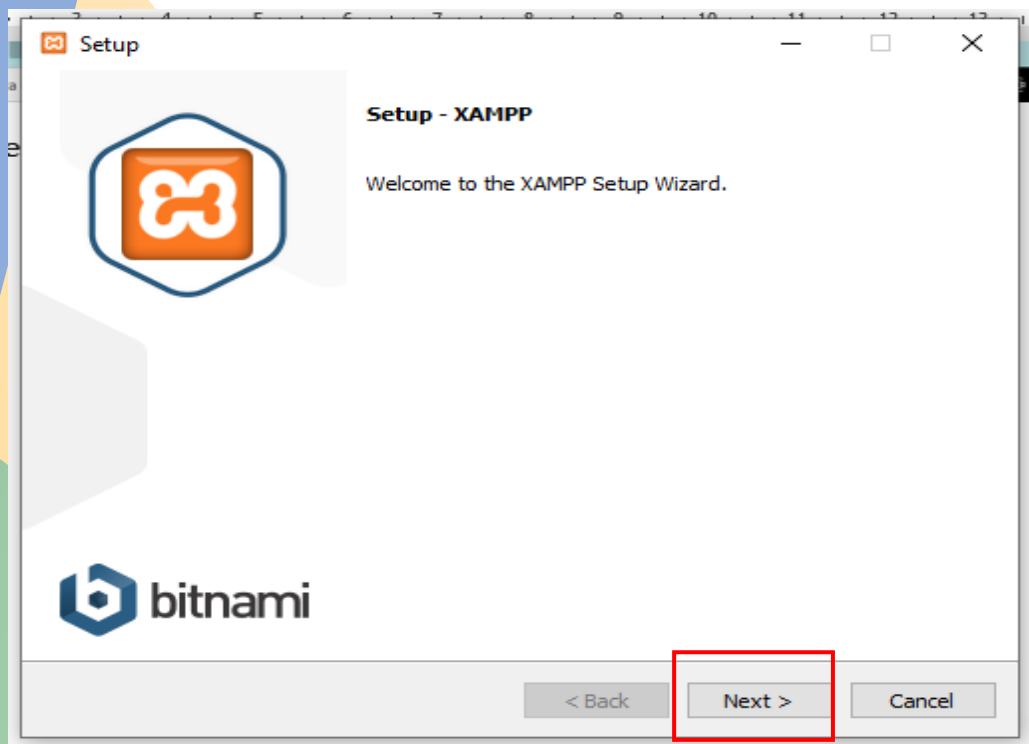 Setup
Setup - XAMPP
Welcome to the XAMPP Setup Wizard.
bitnami
< Back
Next >
Cancel